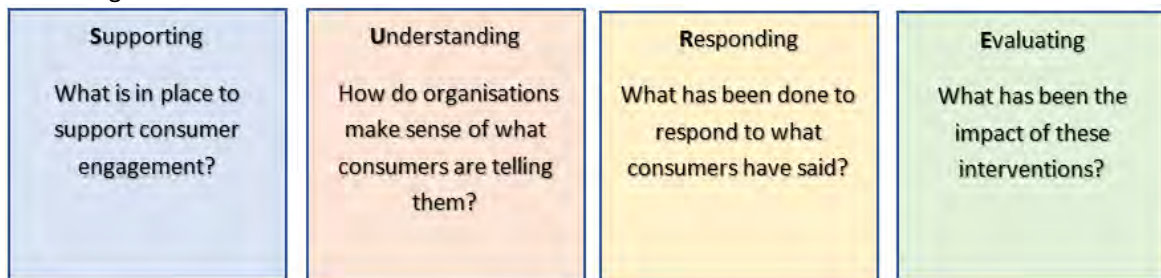 Supporting
What is in place to
support consumer
engagement?
Understanding
How do organisations
make sense of what
consumers are telling
them?
Responding
What has been done to
respond to what
consumers have said?
Evaluating
What has been the
impact of these
interventions?